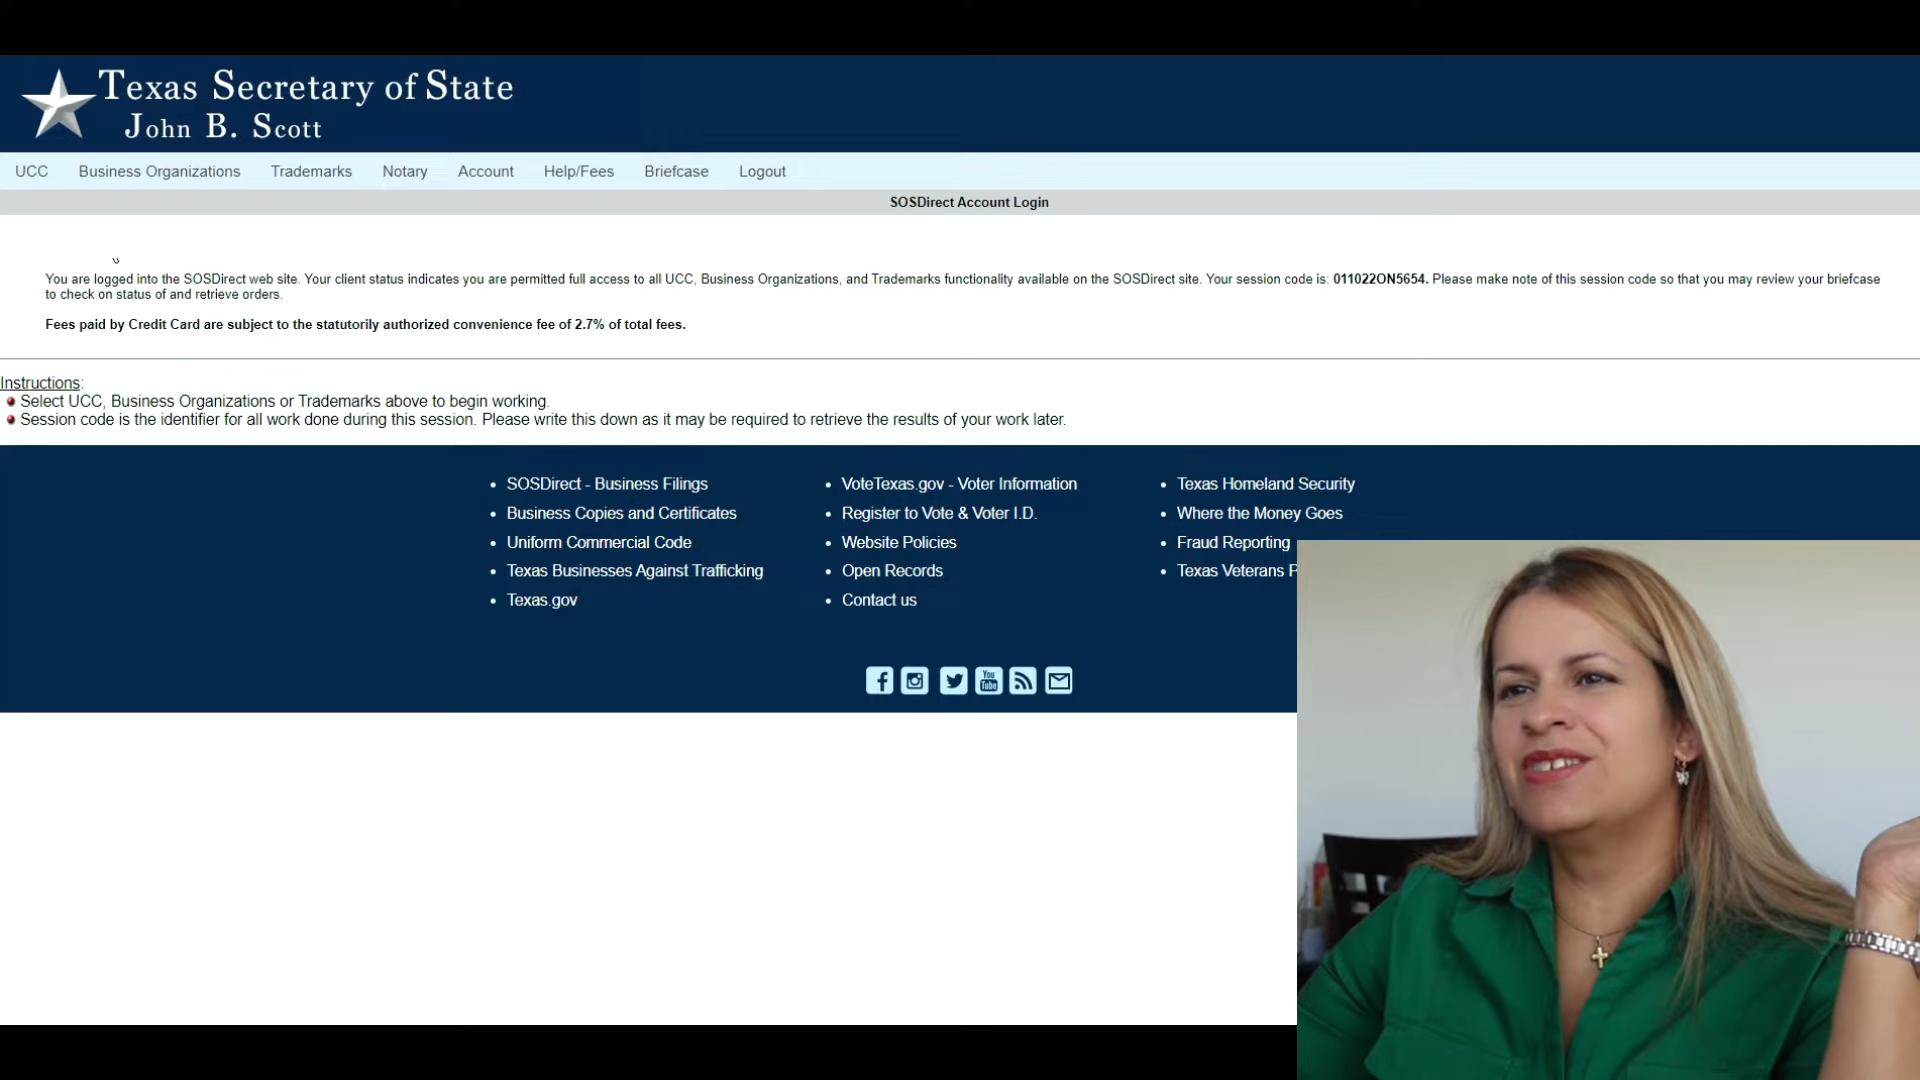 Texas Secretary of State
John B. Scott
UCC Business Organizations Trademarks Notary Account Help/Fees Briefcase Logout
SOSDirect Account Login
You are logged into the SOSDirect web site. Your client status indicates you are permitted full access to all UCC, Business Organizations, and Trademarks functionality available on the SOSDirect site. Your session code is: 011022ON5654. Please make note of this session code so that you may review your briefcase
to check on status of and retrieve orders.
Fees paid by Credit Card are subject to the statutorily authorized convenience fee of 2.7% of total fees.
Instructions:
Select UCC, Business Organizations or Trademarks above to begin working.
Session code is the identifier for all work done during this session. Please write this down as it may be required to retrieve the results of your work later.
SOSDirect - Business Filings
Business Copies and Certificates
Uniform Commercial Code
Texas Businesses Against Trafficking
Texas.gov
VoteTexas.gov - Voter Information
Register to Vote & Voter I.D.
Website Policies
Open Records
Contact us
Texas Homeland Security
Where the Money Goes
Fraud Reporting
Texas Veterans P
You
Tube